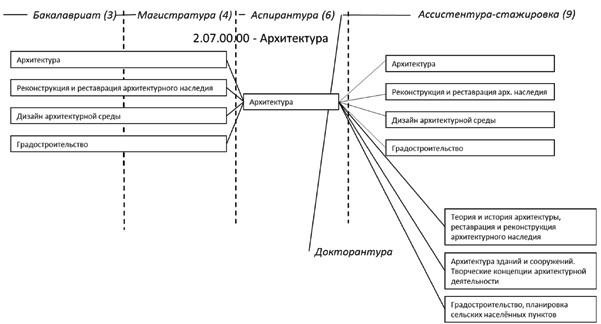 Бакалавриат (3) Магистратура (4) Аспирантура (6) Ассистентура-стажировка (9)
2.07.00.00 - Архитектура
Архитектура
Реконструкция и реставрация архитектурного наследия
Дизайн архитектурной среды
Градостроительство
Архитектура
Архитектура
Реконструкция и реставрация арх. наследия
Дизайн архитектурной среды
Градостроительство
Докторантура
Теория и история архитектуры,
реставрация и реконструкция
архитектурного наследия
Архитектура зданий и сооружений.
Творческие концепции архитектурной
деятельности
Градостроительство, планировка
сельских населённых пунктов